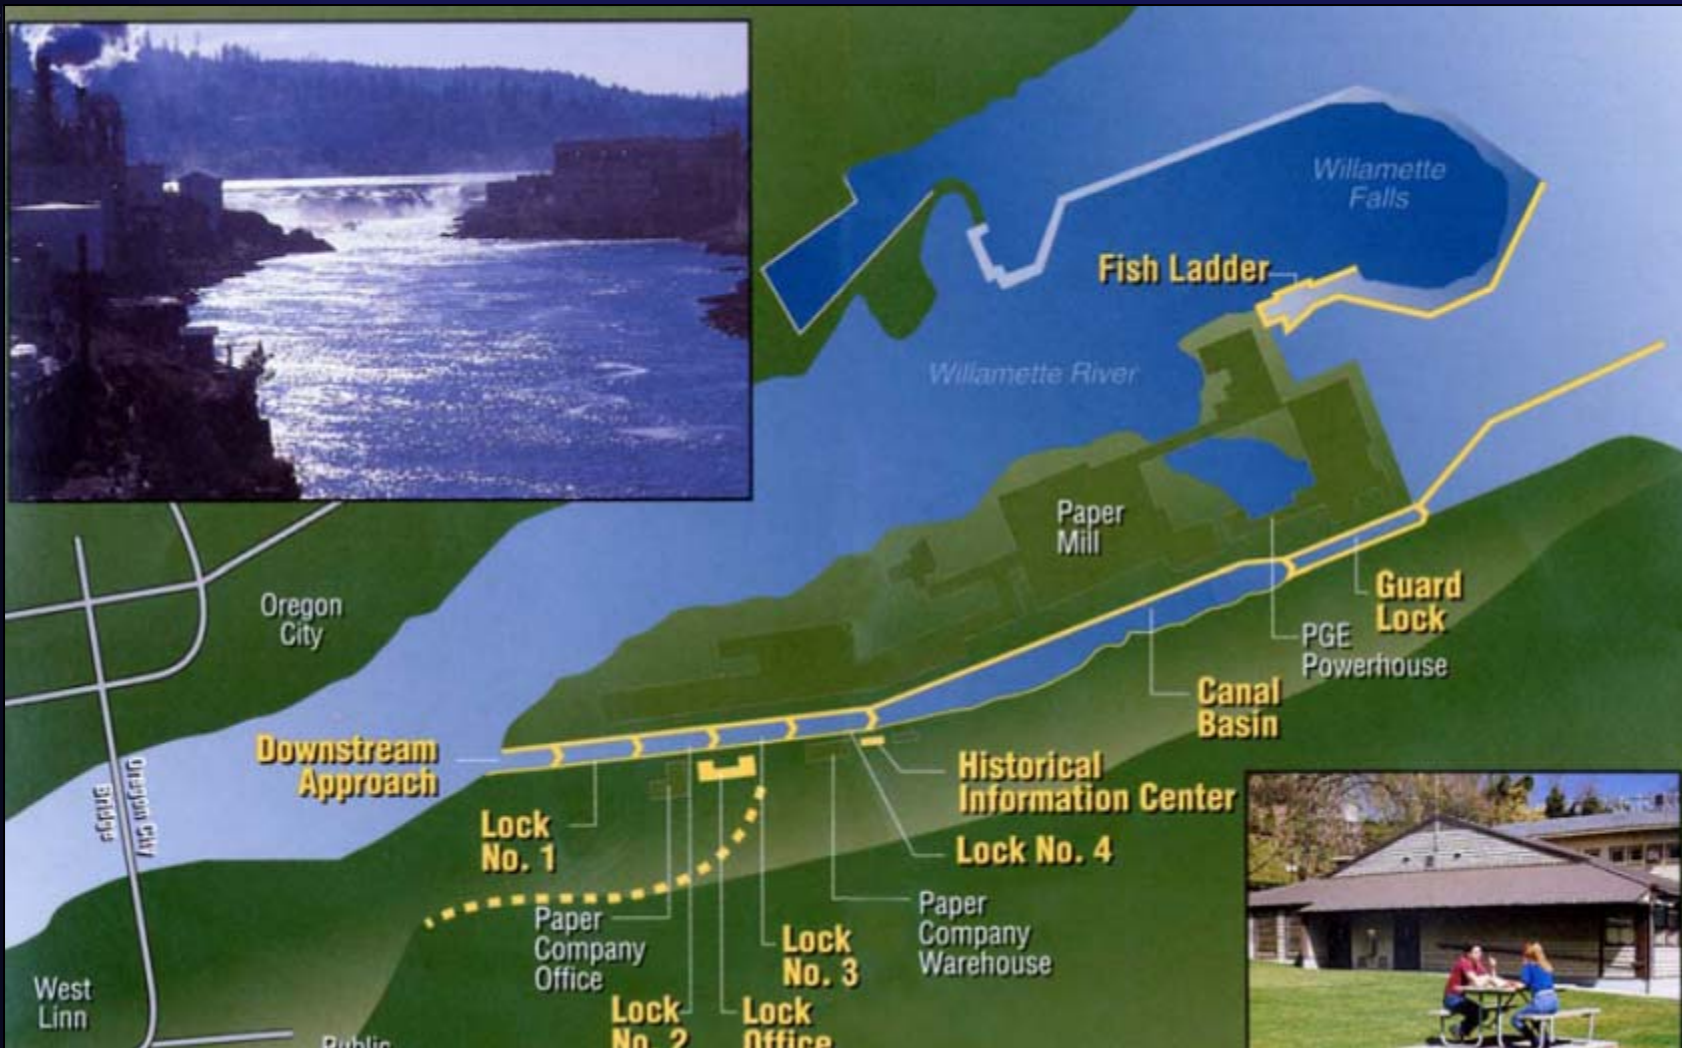 Willamette
Falls
Fish Ladder
Willamette River
Paper
Mill
Guard
Lock
Oregon
City
PGE
Powerhouse
Canal
Basin
Downstream
Approach
Oregon City
Bridge
Historical
Information Center
Lock
No. 1
Lock No. 4
Paper
Company
Office
Paper
Company
Warehouse
Lock
No. 3
West
Linn
Lock
No. 2
Lock
Office
Public